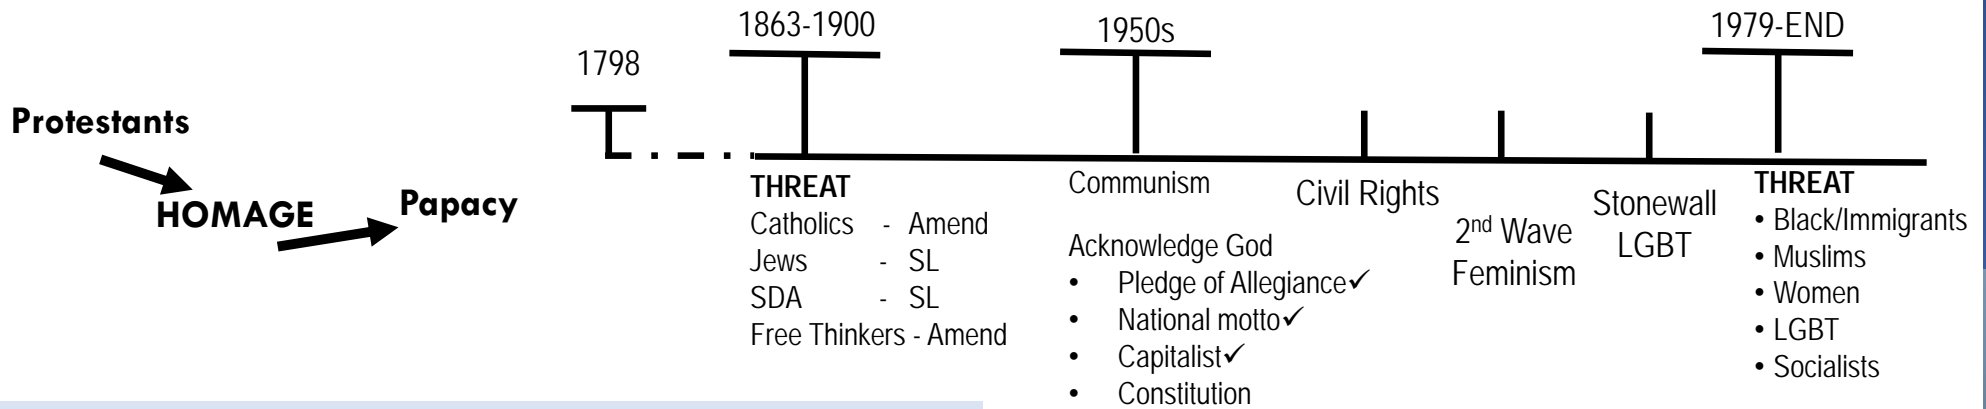 Protestants
HOMAGE
Papacy
1798
1863-1900
THREAT
Catholics - Amend
Jews - SL
SDA - SL
Free Thinkers - Amend
1950s
Communism
Acknowledge God
• Pledge of Allegiance✓
• National motto✓
• Capitalist✓
• Constitution
Civil Rights
2nd Wave
Feminism
Stonewall
LGBT
1979-END
THREAT
• Black/Immigrants
• Muslims
• Women
• LGBT
• Socialists